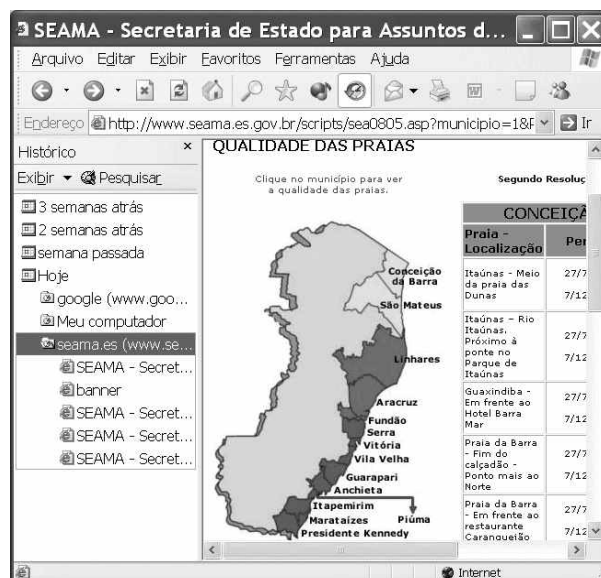 SEAMA - Secretaria de Estado para Assuntos d...
Arquivo Editar Exibir Favoritos Ferramentas Ajuda
Endereço http://www.seama.es.gov.br/scripts/sea0805.asp?municipio=1&F Ir
Histórico ×
Exibir Pesquisar
3 semanas atrás
2 semanas atrás
semana passada
Hoje
google (www.goo...
Meu computador
seama.es (www.se...
SEAMA - Secret...
banner
SEAMA - Secret...
SEAMA - Secret...
SEAMA - Secret...
QUALIDADE DAS PRAIAS
Clique no município para ver
a qualidade das praias.
Conceição
da Barra
São Mateus
Linhares
Aracruz
Fundão
Serra
Vitória
Vila Velha
Guarapari
Anchieta
Itapemirim
Piúma
Marataízes
Presidente Kennedy
Segundo Resoluç
CONCEIÇÃ
Praia -
Localização
Per
Itaúnas - Meio
da praia das
Dunas
27/7
7/12
Itaúnas - Rio
Itaúnas.
Próximo à
ponte no
Parque de
Itaúnas
27/7
7/12
Guaxindiba -
Em frente ao
Hotel Barra
Mar
27/7
7/12
Praia da Barra
- Fim do
calçadão -
Ponto mais ao
Norte
27/7
7/12
Praia da Barra
- Em frente ao
restaurante
Caranguejão
27/7
7/12
Internet